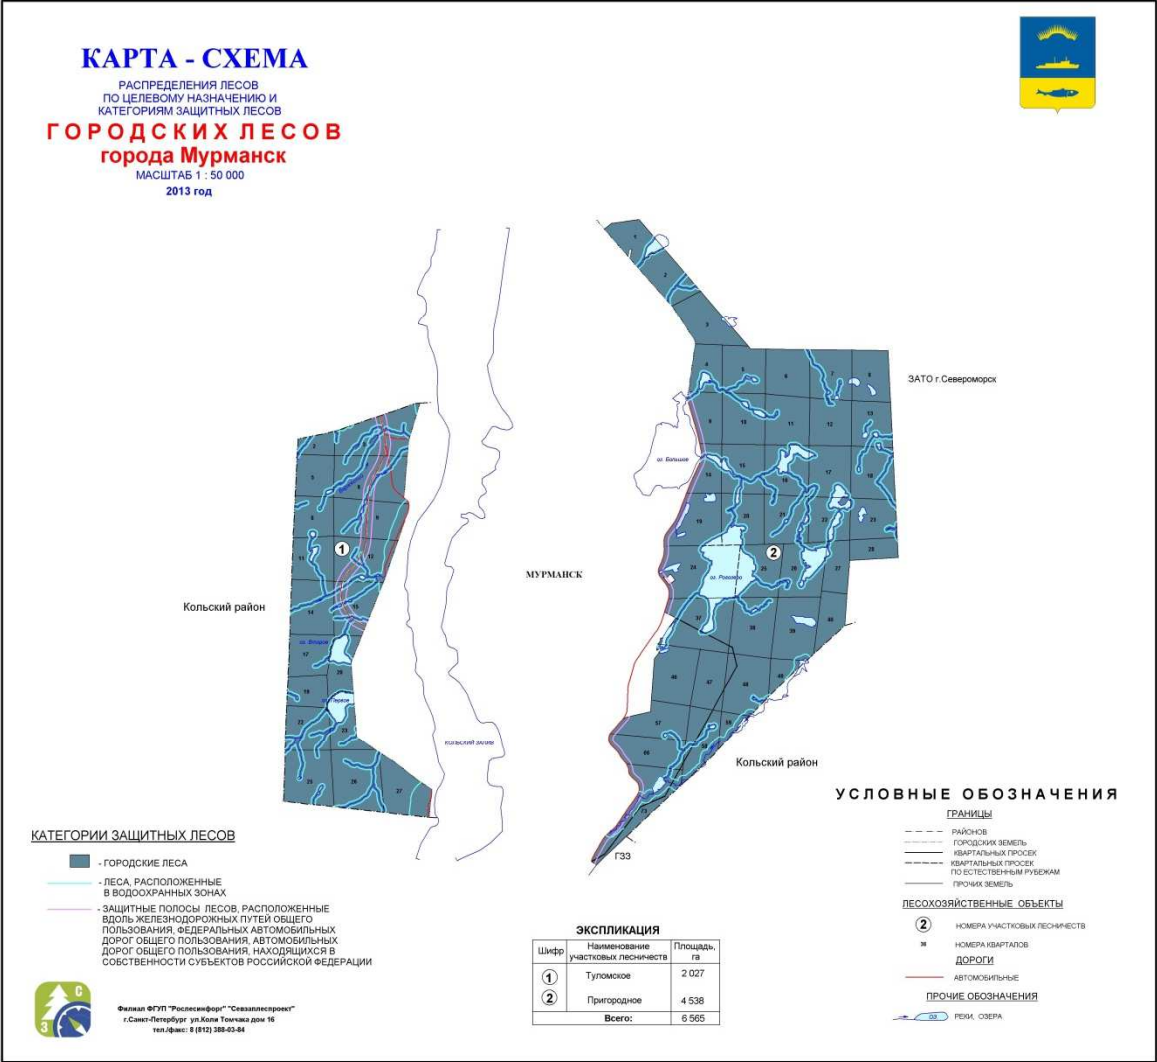 КАРТА - СХЕМА
РАСПРЕДЕЛЕНИЯ ЛЕСОВ
ПО ЦЕЛЕВОМУ НАЗНАЧЕНИЮ И
КАТЕГОРИЯМ ЗАЩИТНЫХ ЛЕСОВ
ГОРОДСКИХ ЛЕСОВ
города Мурманск
МАСШТАБ 1 : 50 000
2013 год
ЗАТО г.Североморск
оз. Большое
МУРМАНСК
Кольский район
1
2
КОЛЬСКИЙ ЗАЛИВ
Кольский район
ГЗЗ
КАТЕГОРИИ ЗАЩИТНЫХ ЛЕСОВ
- ГОРОДСКИЕ ЛЕСА
- ЛЕСА, РАСПОЛОЖЕННЫЕ
В ВОДООХРАННЫХ ЗОНАХ
- ЗАЩИТНЫЕ ПОЛОСЫ ЛЕСОВ, РАСПОЛОЖЕННЫЕ
ВДОЛЬ ЖЕЛЕЗНОДОРОЖНЫХ ПУТЕЙ ОБЩЕГО
ПОЛЬЗОВАНИЯ, ФЕДЕРАЛЬНЫХ АВТОМОБИЛЬНЫХ
ДОРОГ ОБЩЕГО ПОЛЬЗОВАНИЯ, АВТОМОБИЛЬНЫХ
ДОРОГ ОБЩЕГО ПОЛЬЗОВАНИЯ, НАХОДЯЩИХСЯ В
СОБСТВЕННОСТИ СУБЪЕКТОВ РОССИЙСКОЙ ФЕДЕРАЦИИ
С
З
Филиал ФГУП "Рослесинфорг" "Севзаплеспроект"
г.Санкт-Петербург ул.Коли Томчака дом 16
тел./факс: 8 (812) 388-03-84
ЭКСПЛИКАЦИЯ
Шифр Наименование участковых лесничеств Площадь, га
1 Туломское 2 027
2 Пригородное 4 538
Всего: 6 565
УСЛОВНЫЕ ОБОЗНАЧЕНИЯ
ГРАНИЦЫ
РАЙОНОВ
ГОРОДСКИХ ЗЕМЕЛЬ
КВАРТАЛЬНЫХ ПРОСЕК
КВАРТАЛЬНЫХ ПРОСЕК
ПО ЕСТЕСТВЕННЫМ РУБЕЖАМ
ПРОЧИХ ЗЕМЕЛЬ
ЛЕСОХОЗЯЙСТВЕННЫЕ ОБЪЕКТЫ
2 НОМЕРА УЧАСТКОВЫХ ЛЕСНИЧЕСТВ
НОМЕРА КВАРТАЛОВ
ДОРОГИ
АВТОМОБИЛЬНЫЕ
ПРОЧИЕ ОБОЗНАЧЕНИЯ
РЕКИ, ОЗЕРА